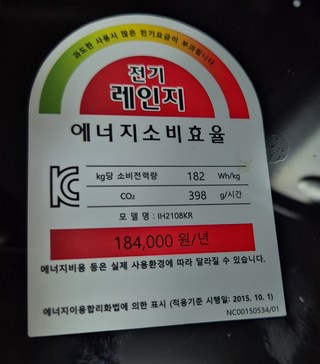 과도한 사용시 많은 전기요금이 부과됩니다.
전기
레인지
에너지소비효율
kg당 소비전력량 182 Wh/kg
CO₂ 398 g/시간
모 델 명 : IH2108KR
184,000 원/년
에너지비용 등은 실제 사용환경에 따라 달라질 수 있습니다.
에너지이용합리화법에 의한 표시 (적용기준 시행일: 2015. 10. 1)
NC00150534/01